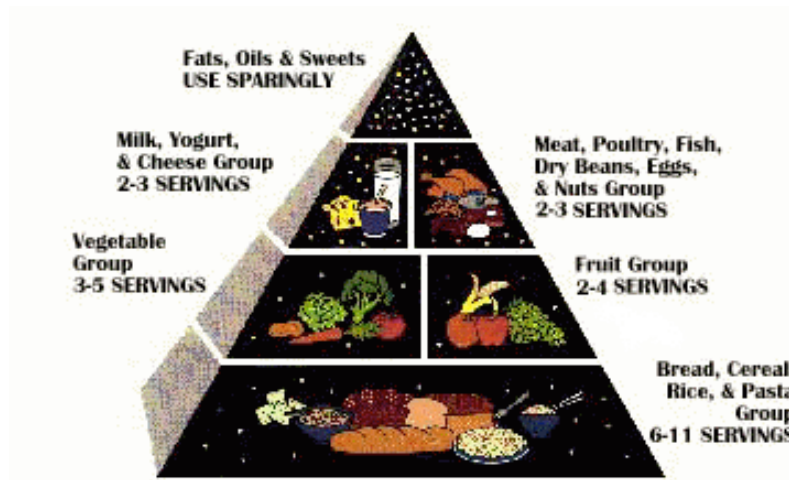 Fats, Oils & Sweets
USE SPARINGLY
Milk, Yogurt,
& Cheese Group
2-3 SERVINGS
Meat, Poultry, Fish,
Dry Beans, Eggs,
& Nuts Group
2-3 SERVINGS
Vegetable
Group
3-5 SERVINGS
Fruit Group
2-4 SERVINGS
Bread, Cereal,
Rice, & Pasta
Group
6-11 SERVINGS